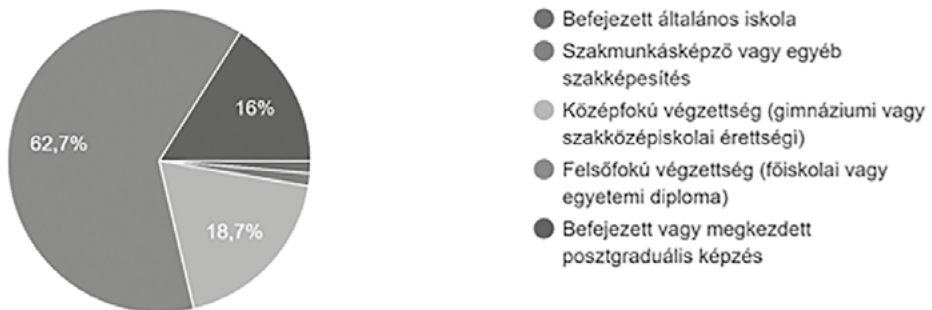 62,7%
16%
18,7%
Befejezett általános iskola
Szakmunkásképző vagy egyéb
szakképesítés
Középfokú végzettség (gimnáziumi vagy
szakközépiskolai érettségi)
Felsőfokú végzettség (főiskolai vagy
egyetemi diploma)
Befejezett vagy megkezdett
posztgraduális képzés